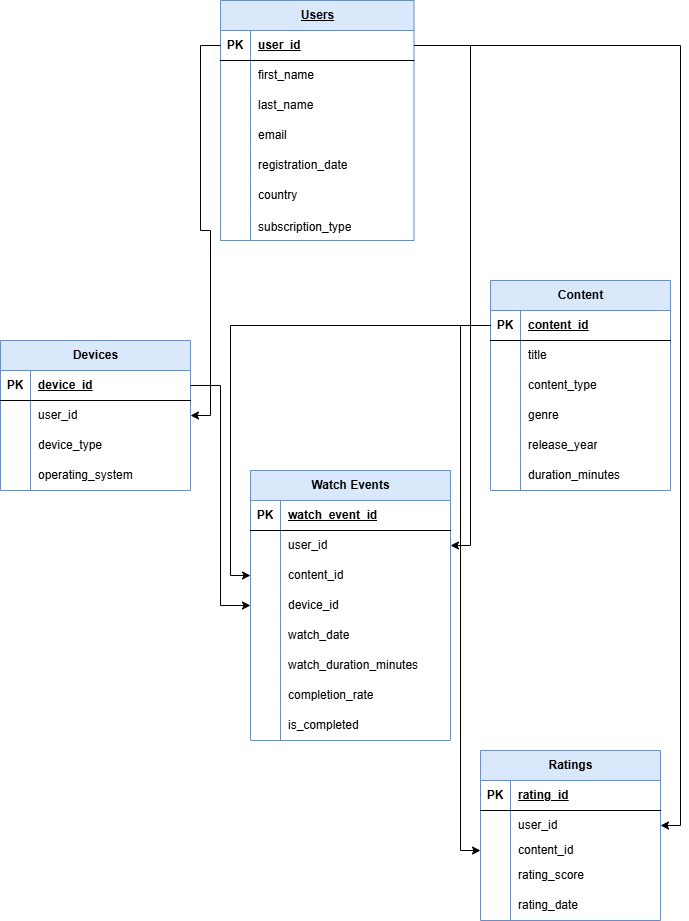 Users
PK user_id
first_name
last_name
email
registration_date
country
subscription_type
Content
PK content_id
title
content_type
genre
release_year
duration_minutes
Devices
PK device_id
user_id
device_type
operating_system
Watch Events
PK watch_event_id
user_id
content_id
device_id
watch_date
watch_duration_minutes
completion_rate
is_completed
Ratings
PK rating_id
user_id
content_id
rating_score
rating_date